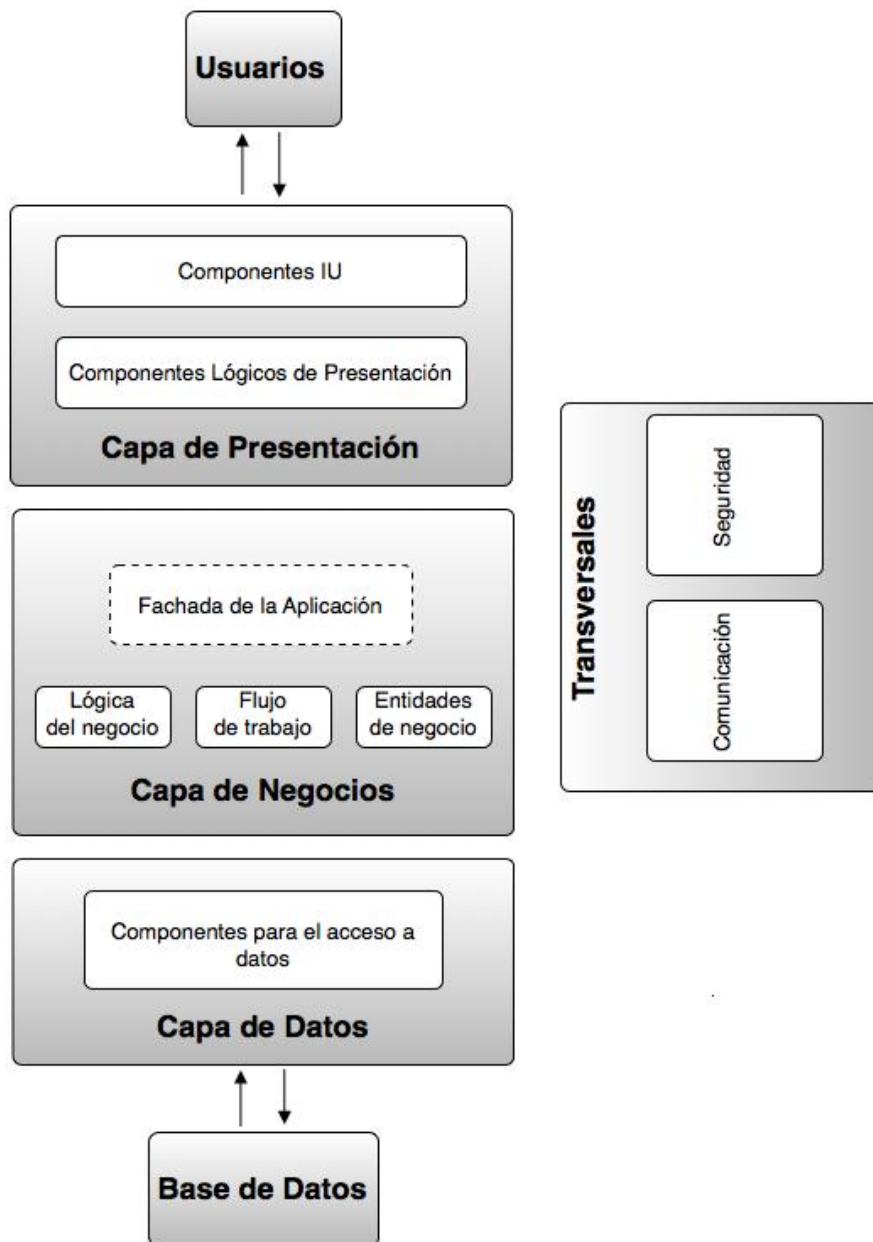 Usuarios
Componentes IU
Componentes Lógicos de Presentación
Capa de Presentación
Fachada de la Aplicación
Lógica
del negocio
Flujo
de trabajo
Entidades
de negocio
Capa de Negocios
Componentes para el acceso a
datos
Capa de Datos
Base de Datos
Transversales
Seguridad
Comunicación